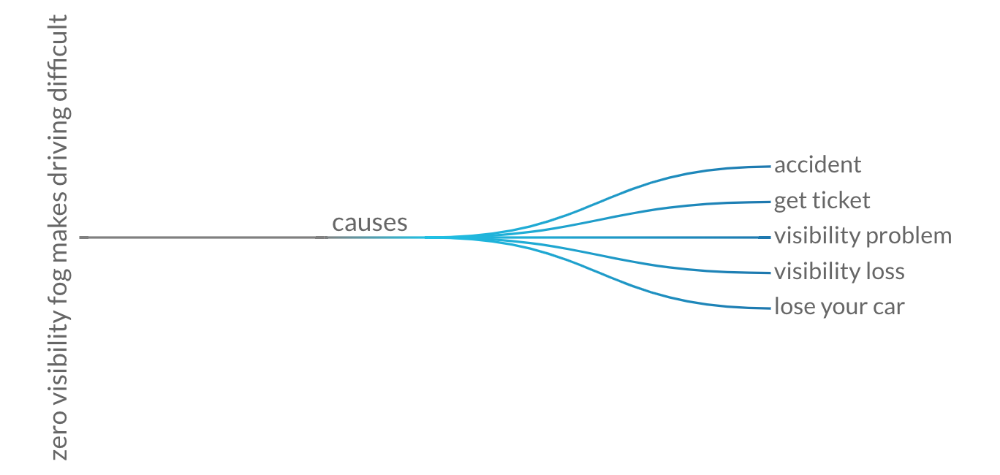 zero visibility fog makes driving difficult
causes
accident
get ticket
visibility problem
visibility loss
lose your car